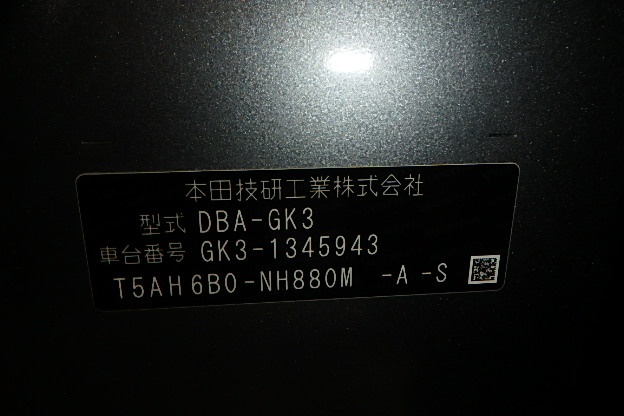 本田技研工業株式会社
型式 DBA-GK3
車台番号 GK3-1345943
T5AH6B0-NH880M -A -S